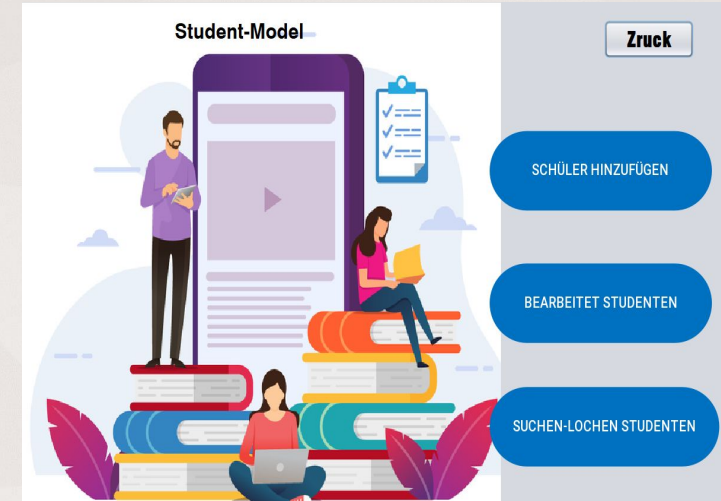 Student-Model
Zruck
SCHÜLER HINZUFÜGEN
BEARBEITET STUDENTEN
SUCHEN-LOCHEN STUDENTEN